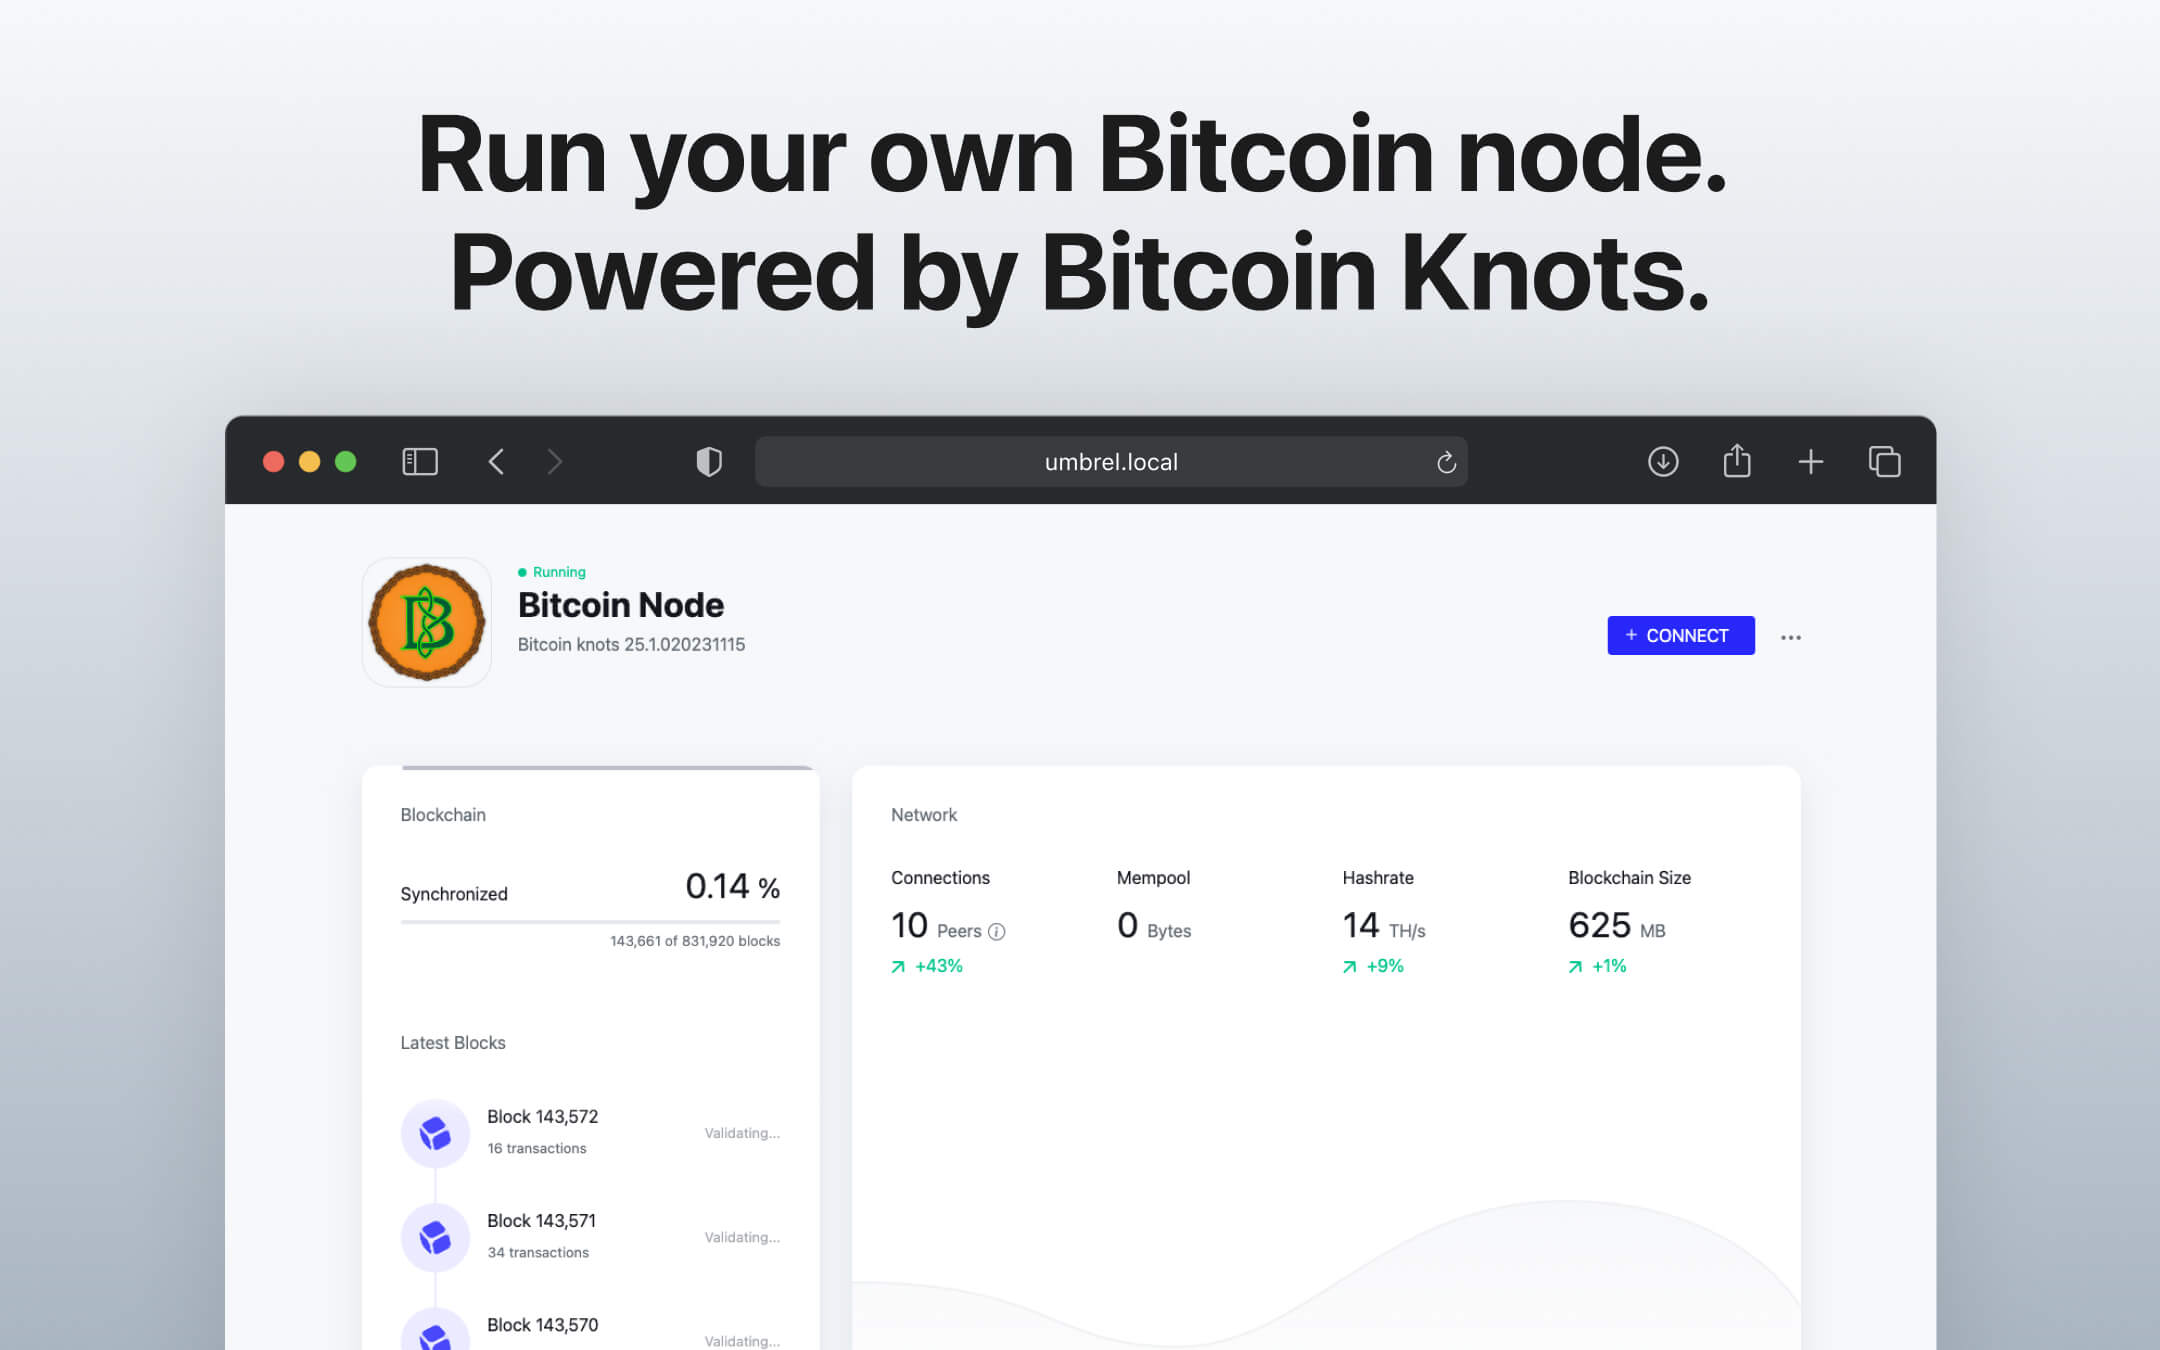 Run your own Bitcoin node.
Powered by Bitcoin Knots.
umbrel.local
Running
Bitcoin Node
Bitcoin knots 25.1.020231115
+ CONNECT
Blockchain
Synchronized 0.14 %
143,661 of 831,920 blocks
Latest Blocks
Block 143,572
16 transactions
Validating...
Block 143,571
34 transactions
Validating...
Block 143,570
Validating...
Network
Connections Mempool Hashrate Blockchain Size
10 Peers 0 Bytes 14 TH/s 625 MB
+43% +9% +1%